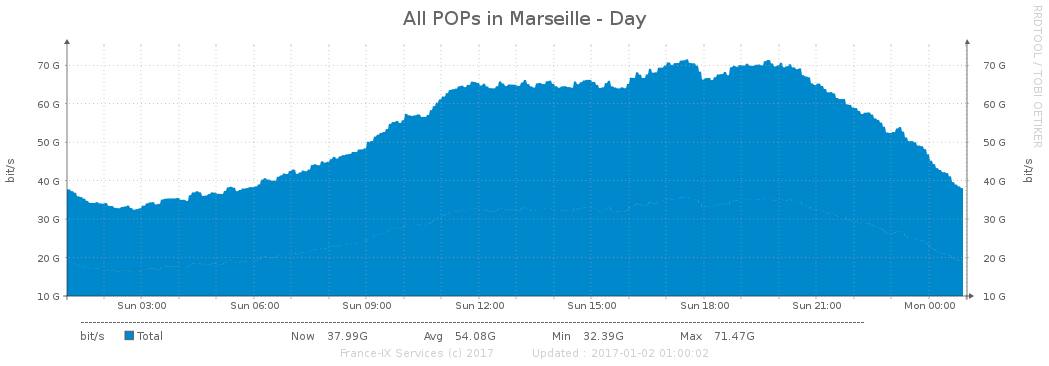 All POPs in Marseille - Day
RRDTOOL / TOBI OETIKER
bit/s
bit/s
70 G 70 G
60 G 60 G
50 G 50 G
40 G 40 G
30 G 30 G
20 G 20 G
10 G 10 G
Sun 03:00 Sun 06:00 Sun 09:00 Sun 12:00 Sun 15:00 Sun 18:00 Sun 21:00 Mon 00:00
bit/s Total Now 37.99G Avg 54.08G Min 32.39G Max 71.47G
France-IX Services (c) 2017 Updated : 2017-01-02 01:00:02